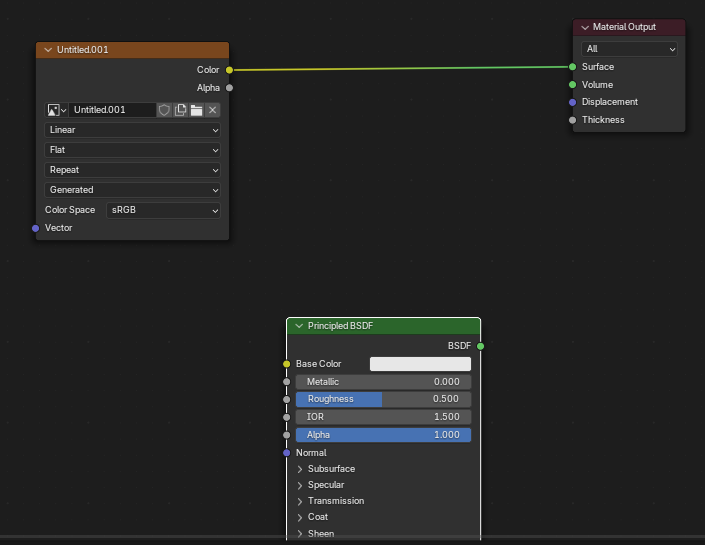 Untitled.001
Color
Alpha
Untitled.001
Linear
Flat
Repeat
Generated
Color Space sRGB
Vector
Material Output
All
Surface
Volume
Displacement
Thickness
Principled BSDF
BSDF
Base Color
Metallic 0.000
Roughness 0.500
IOR 1.500
Alpha 1.000
Normal
Subsurface
Specular
Transmission
Coat
Sheen